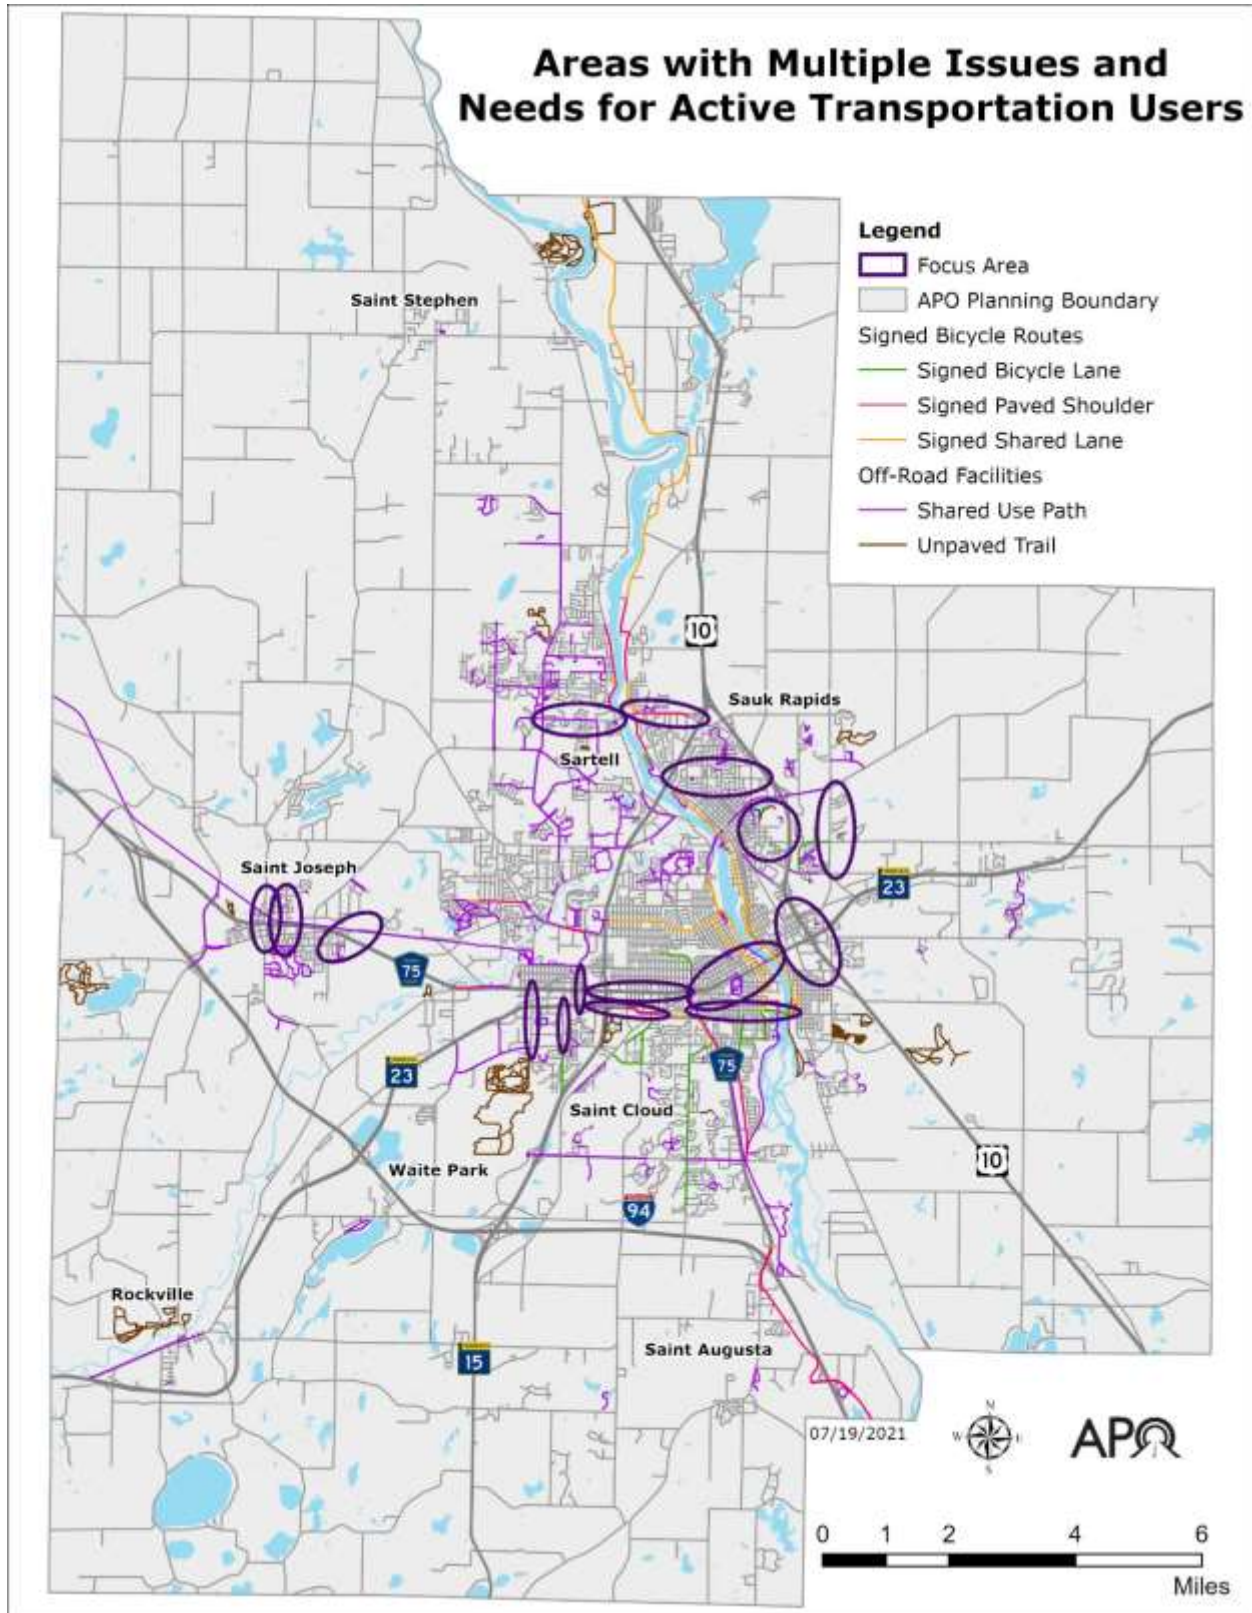 Areas with Multiple Issues and
Needs for Active Transportation Users
Legend
Focus Area
APO Planning Boundary
Signed Bicycle Routes
Signed Bicycle Lane
Signed Paved Shoulder
Signed Shared Lane
Off-Road Facilities
Shared Use Path
Unpaved Trail
Saint Stephen
10
Sauk Rapids
Sartell
Saint Joseph
23
75
23
75
Saint Cloud
Waite Park
10
94
Rockville
Saint Augusta
15
07/19/2021
N
W E
S
APO
0 1 2 4 6
Miles